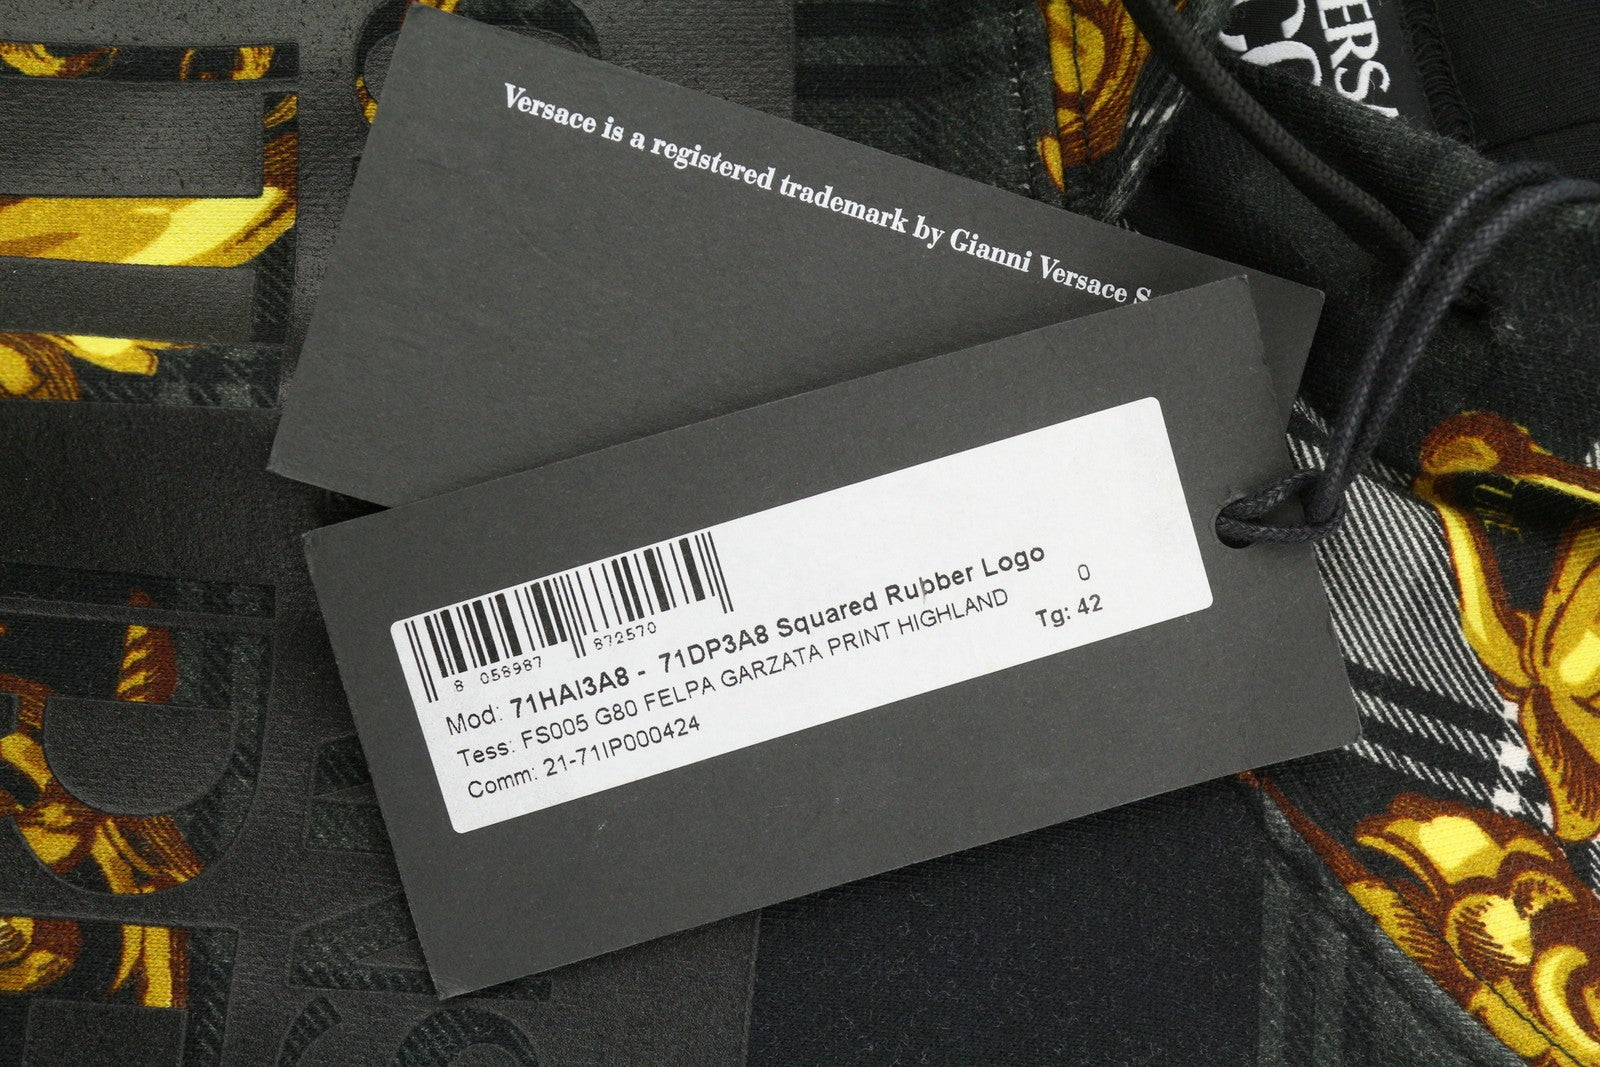 Versace is a registered trademark by Gianni Versace S
8 058987 872570
Mod: 71HAI3A8 - 71DP3A8 Squared Rubber Logo
Tess: FS005 G80 FELPA GARZATA PRINT HIGHLAND 0
Comm: 21-71IP000424 Tg: 42